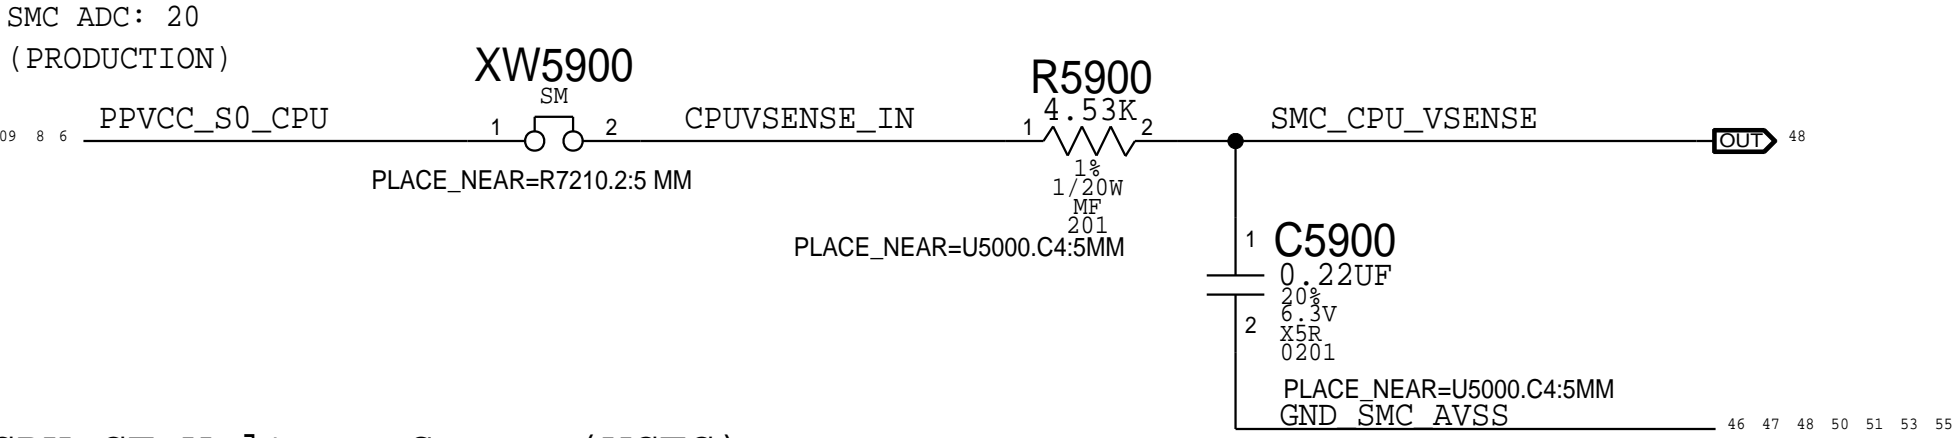 SMC ADC: 20
(PRODUCTION)
XW5900
SM
R5900
4.53K
PPVCC_S0_CPU
1
2
CPUVSENSE_IN
1
2
SMC_CPU_VSENSE
09 8 6
OUT
48
PLACE_NEAR=R7210.2:5 MM
1%
1/20W
MF
201
PLACE_NEAR=U5000.C4:5MM
1
C5900
0.22UF
20%
6.3V
2
X5R
0201
PLACE_NEAR=U5000.C4:5MM
GND_SMC_AVSS
46 47 48 50 51 53 55